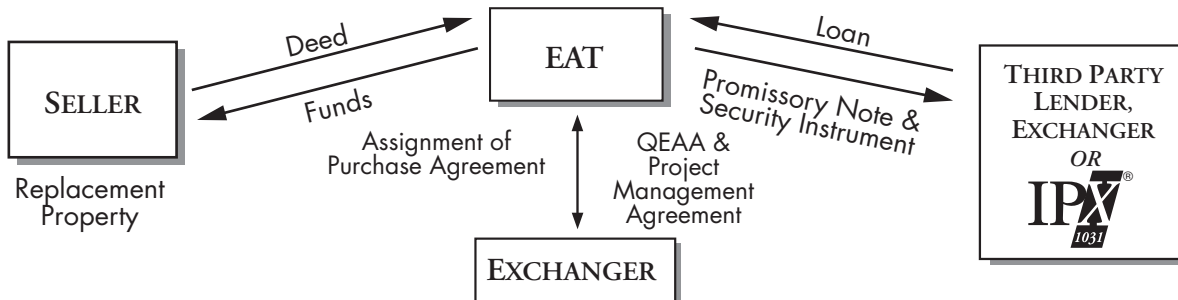 Deed
Funds
SELLER
Replacement
Property
EAT
Assignment of
Purchase Agreement
QEAA &
Project
Management
Agreement
EXCHANGER
Loan
Promissory Note &
Security Instrument
THIRD PARTY
LENDER,
EXCHANGER
OR
IPX®
1031